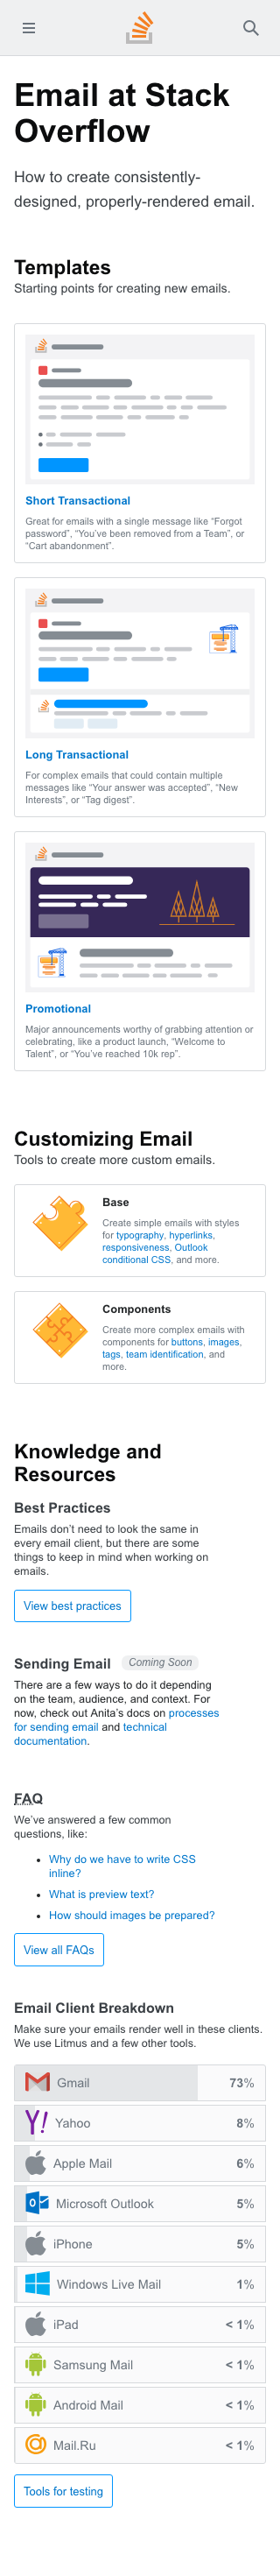 Email at Stack
Overflow
How to create consistently-
designed, properly-rendered email.
Templates
Starting points for creating new emails.
Short Transactional
Great for emails with a single message like “Forgot
password”, “You’ve been removed from a Team”, or
“Cart abandonment”.
Long Transactional
For complex emails that could contain multiple
messages like “Your answer was accepted”, “New
Interests”, or “Tag digest”.
Promotional
Major announcements worthy of grabbing attention or
celebrating, like a product launch, “Welcome to
Talent”, or “You’ve reached 10k rep”.
Customizing Email
Tools to create more custom emails.
Base
Create simple emails with styles
for typography, hyperlinks,
responsiveness, Outlook
conditional CSS, and more.
Components
Create more complex emails with
components for buttons, images,
tags, team identification, and
more.
Knowledge and
Resources
Best Practices
Emails don’t need to look the same in
every email client, but there are some
things to keep in mind when working on
emails.
View best practices
Sending Email Coming Soon
There are a few ways to do it depending
on the team, audience, and context. For
now, check out Anita’s docs on processes
for sending email and technical
documentation.
FAQ
We’ve answered a few common
questions, like:
• Why do we have to write CSS
inline?
• What is preview text?
• How should images be prepared?
View all FAQs
Email Client Breakdown
Make sure your emails render well in these clients.
We use Litmus and a few other tools.
Gmail 73%
Yahoo 8%
Apple Mail 6%
Microsoft Outlook 5%
iPhone 5%
Windows Live Mail 1%
iPad < 1%
Samsung Mail < 1%
Android Mail < 1%
Mail.Ru < 1%
Tools for testing